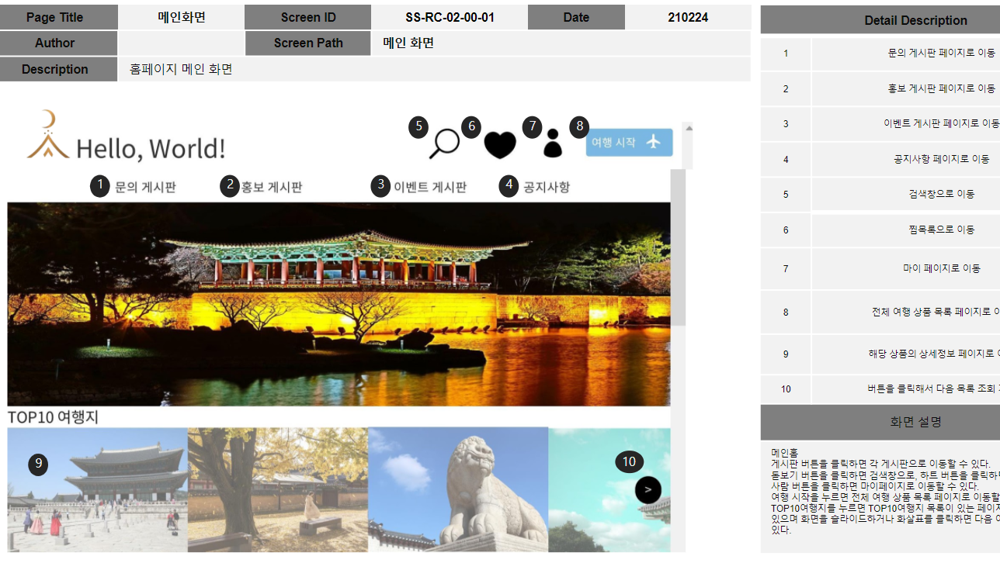 Page Title 메인화면 Screen ID SS-RC-02-00-01 Date 210224
Author Screen Path 메인 화면
Description 홈페이지 메인 화면
Hello, World!
5 6 7 8 여행 시작
1 문의 게시판 2 홍보 게시판 3 이벤트 게시판 4 공지사항
TOP10 여행지
9 10
>
Detail Description
1 문의 게시판 페이지로 이동
2 홍보 게시판 페이지로 이동
3 이벤트 게시판 페이지로 이동
4 공지사항 페이지로 이동
5 검색창으로 이동
6 찜목록으로 이동
7 마이 페이지로 이동
8 전체 여행 상품 목록 페이지로
9 해당 상품의 상세정보 페이지로
10 버튼을 클릭해서 다음 목록 조회
화면 설명
메인홈
게시판 버튼을 클릭하면 각 게시판으로 이동할 수 있다.
돋보기 버튼을 클릭하면 검색창으로, 하트 버튼을
사람 버튼을 클릭하면 마이페이지로 이동할 수 있다.
여행 시작을 누르면 전체 여행 상품 목록 페이지로 이동할
TOP10여행지를 누르면 TOP10여행지 목록이 있는
있으며 화면을 슬라이드하거나 화살표를 클릭하면 다음
있다.